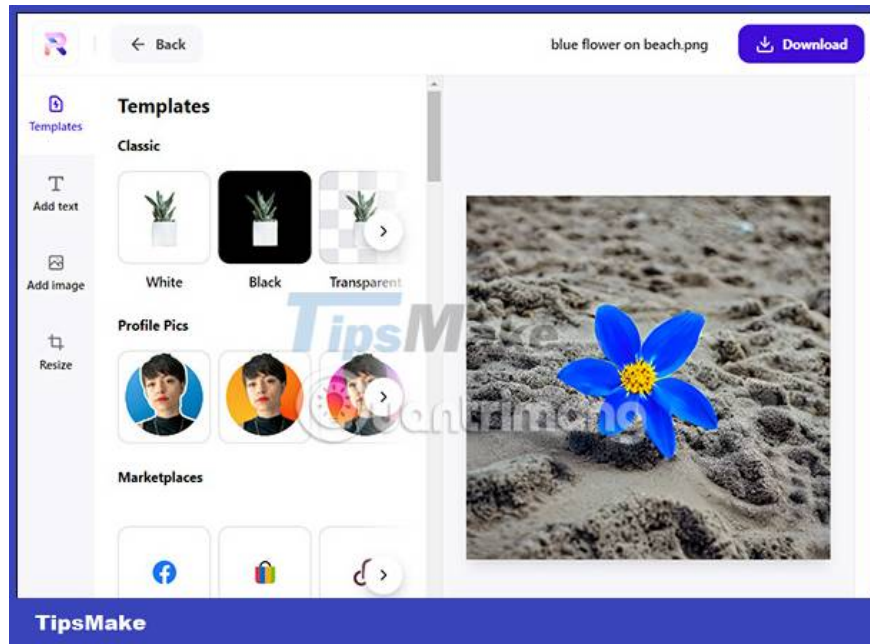 Back
blue flower on beach.png
Download
Templates
Add text
Add image
Resize
Templates
Classic
White
Black
Transparent
Profile Pics
Marketplaces
TipsMake
Quantrimang
TipsMake